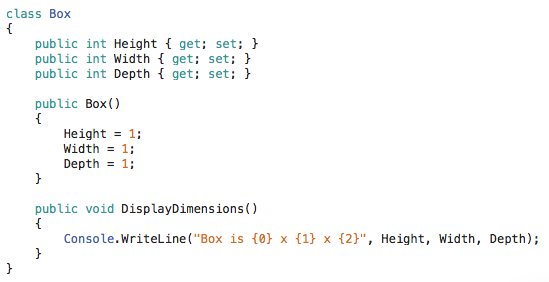 class Box
{
    public int Height { get; set; }
    public int Width { get; set; }
    public int Depth { get; set; }

    public Box()
    {
        Height = 1;
        Width = 1;
        Depth = 1;
    }

    public void DisplayDimensions()
    {
        Console.WriteLine("Box is {0} x {1} x {2}", Height, Width, Depth);
    }
}